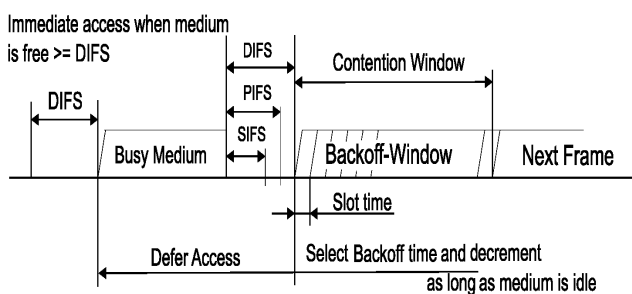 Immediate access when medium
is free >= DIFS
DIFS
DIFS
PIFS
SIFS
Contention Window
Busy Medium
Backoff-Window
Next Frame
Slot time
Defer Access
Select Backoff time and decrement
as long as medium is idle